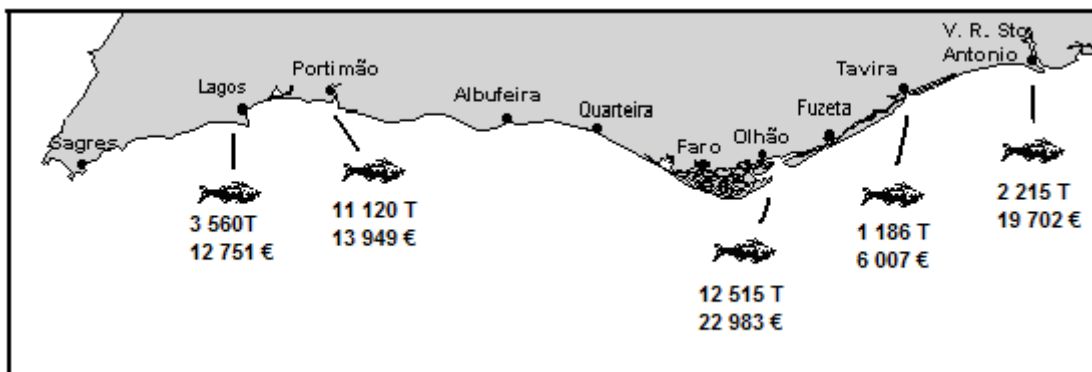 V. R. Sto
Antonio
Portimão
Tavira
Lagos
Albufeira
Quarteira
Fuzeta
Olhão
Faro
Sagres
3 560T
12 751 €
11 120 T
13 949 €
12 515 T
22 983 €
1 186 T
6 007 €
2 215 T
19 702 €